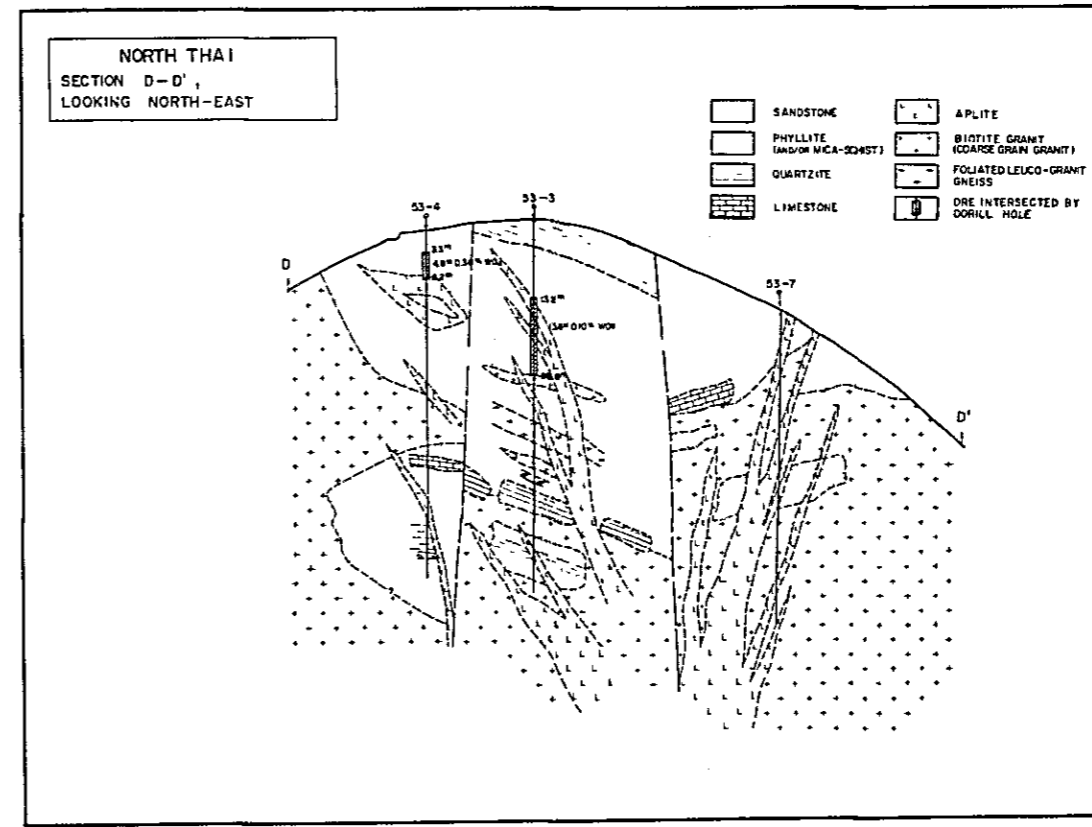 NORTH THAI
SECTION D-D',
LOOKING NORTH-EAST
SANDSTONE
PHYLLITE
(AND/OR MICA-SCHIST)
QUARTZITE
LIMESTONE
APLITE
BIOTITE GRANIT
(COARSE GRAIN GRANIT)
FOLIATED LEUCO-GRANIT
GNEISS
ORE INTERSECTED BY
DORILL HOLE
53-4
53-3
53-7
D
D'